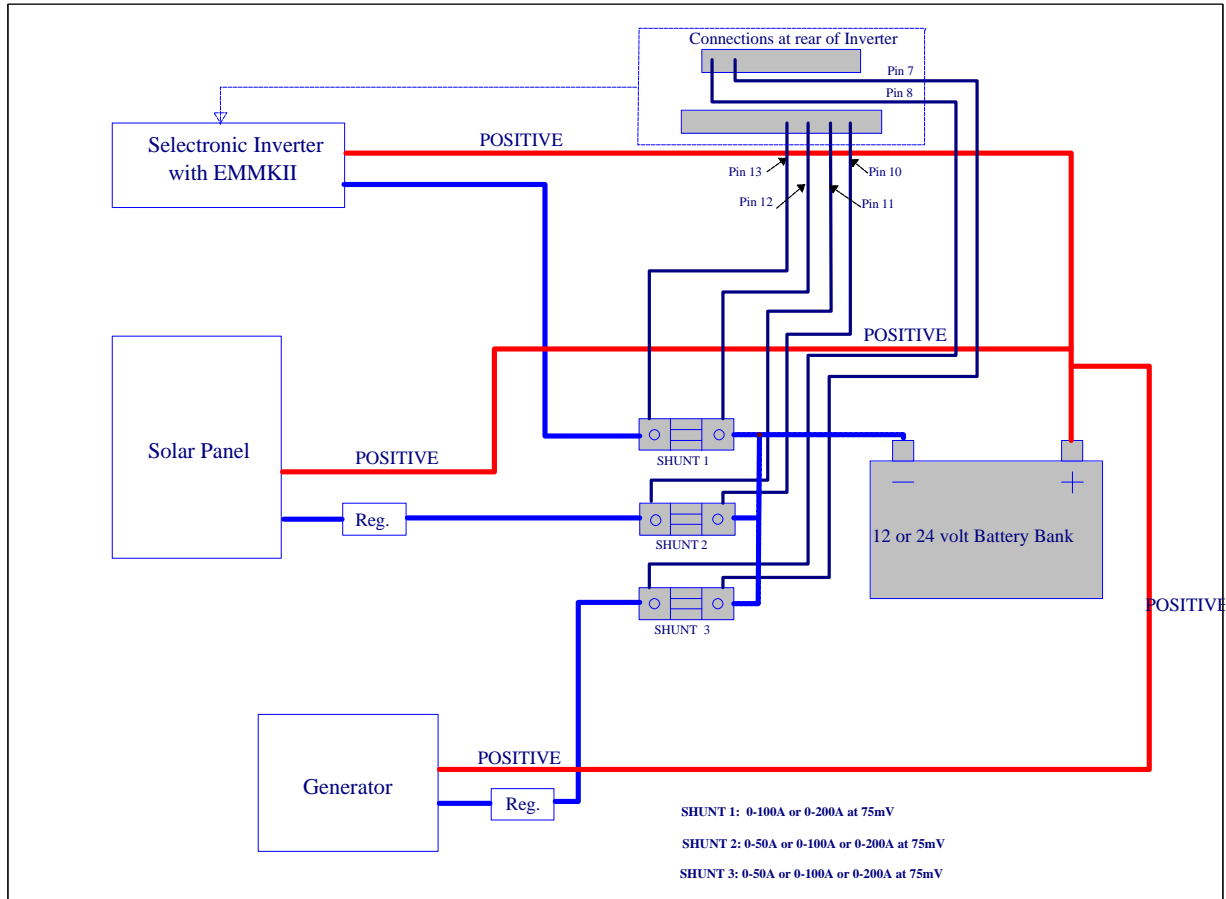 Connections at rear of Inverter
Pin 7
Pin 8
Selectronic Inverter
with EMMKII
POSITIVE
Pin 13
Pin 10
Pin 12
Pin 11
POSITIVE
Solar Panel
POSITIVE
SHUNT 1
Reg.
SHUNT 2
12 or 24 volt Battery Bank
SHUNT 3
POSITIVE
POSITIVE
Generator
Reg.
SHUNT 1: 0-100A or 0-200A at 75mV
SHUNT 2: 0-50A or 0-100A or 0-200A at 75mV
SHUNT 3: 0-50A or 0-100A or 0-200A at 75mV